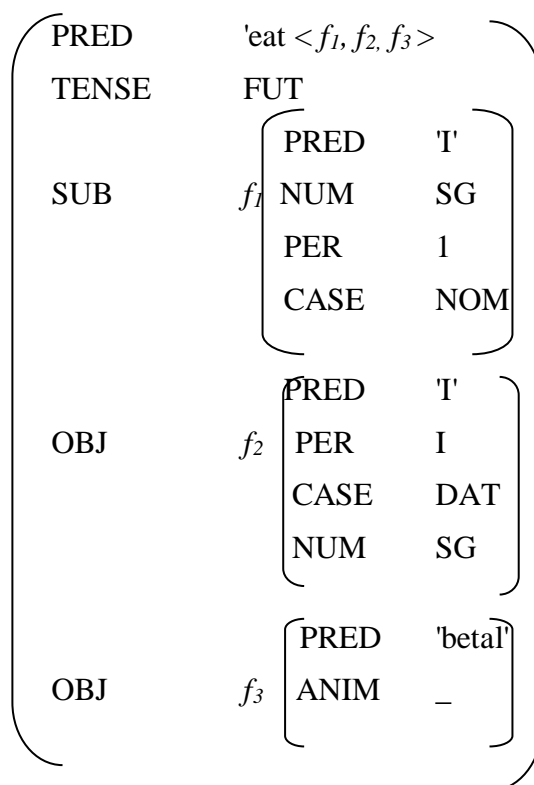 PRED 'eat <f1, f2, f3>
TENSE FUT
PRED 'I'
SUB f1 NUM SG
PER 1
CASE NOM
PRED 'I'
OBJ f2 PER I
CASE DAT
NUM SG
PRED 'betal'
OBJ f3 ANIM _